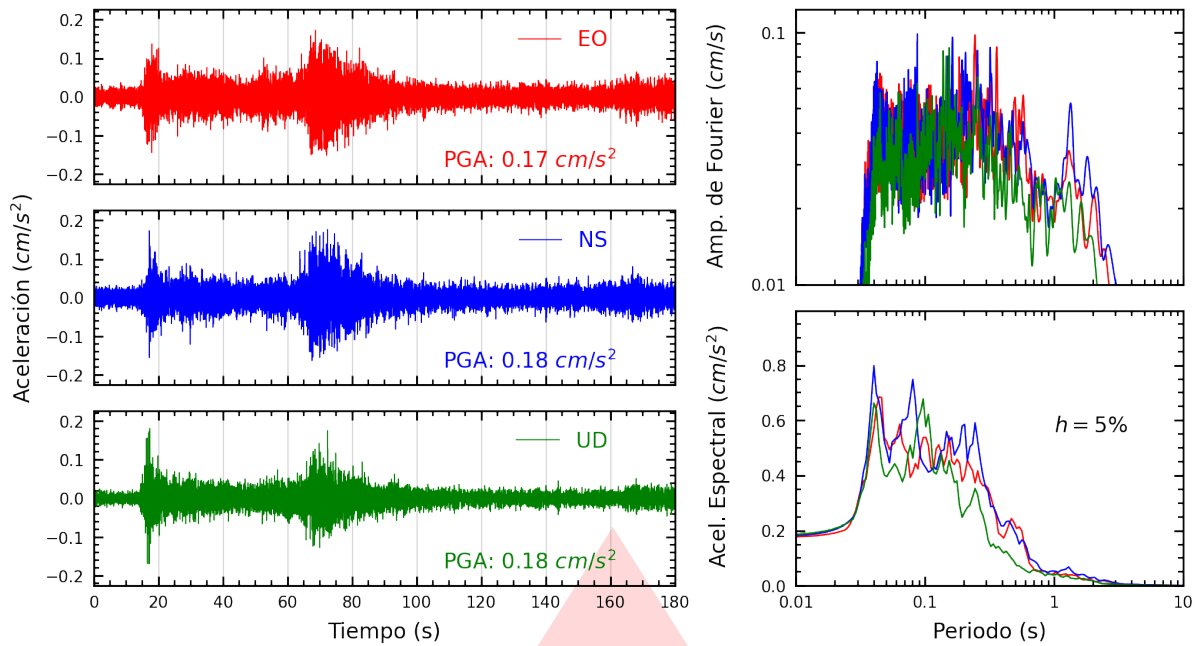 Aceleración (cm/s²)
0.2
0.1
0.0
−0.1
−0.2
EO
PGA: 0.17 cm/s²
0.2
0.1
0.0
−0.1
−0.2
NS
PGA: 0.18 cm/s²
0.2
0.1
0.0
−0.1
−0.2
UD
PGA: 0.18 cm/s²
0 20 40 60 80 100 120 140 160 180
Tiempo (s)
Amp. de Fourier (cm/s)
0.1
0.01
Acel. Espectral (cm/s²)
0.8
0.6
0.4
0.2
0.0
h = 5%
0.01 0.1 1 10
Periodo (s)